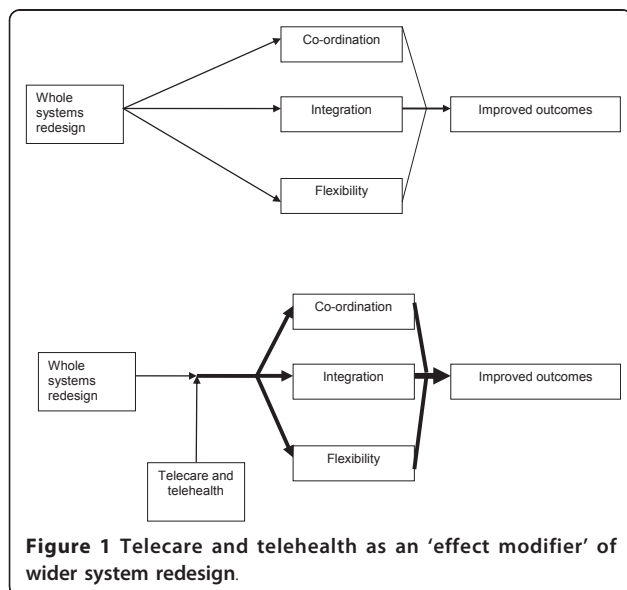 Co-ordination
Whole
systems
redesign
Integration
Improved outcomes
Flexibility
Co-ordination
Whole
systems
redesign
Integration
Improved outcomes
Flexibility
Telecare and
telehealth
Figure 1 Telecare and telehealth as an ‘effect modifier’ of
wider system redesign.